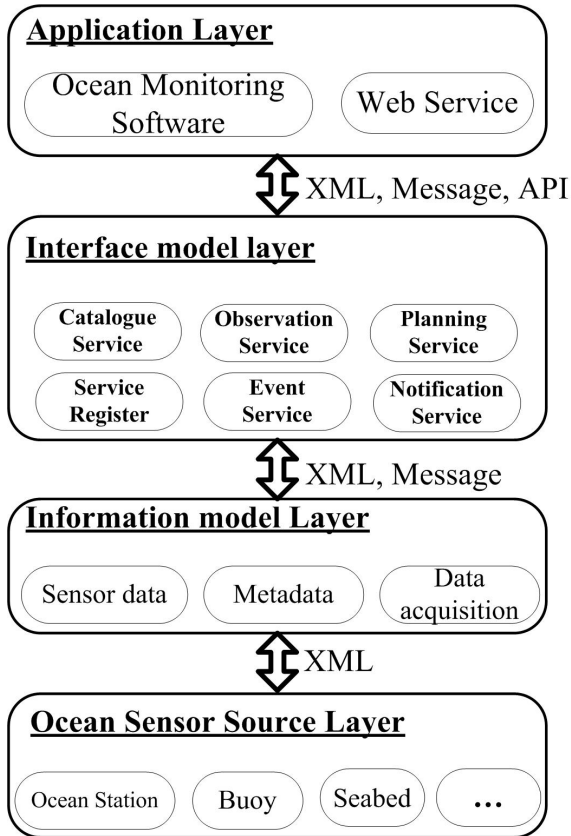 Application Layer
Ocean Monitoring
Software
Web Service
XML, Message, API
Interface model layer
Catalogue
Service
Observation
Service
Planning
Service
Service
Register
Event
Service
Notification
Service
XML, Message
Information model Layer
Sensor data
Metadata
Data
acquisition
XML
Ocean Sensor Source Layer
Ocean Station
Buoy
Seabed
...